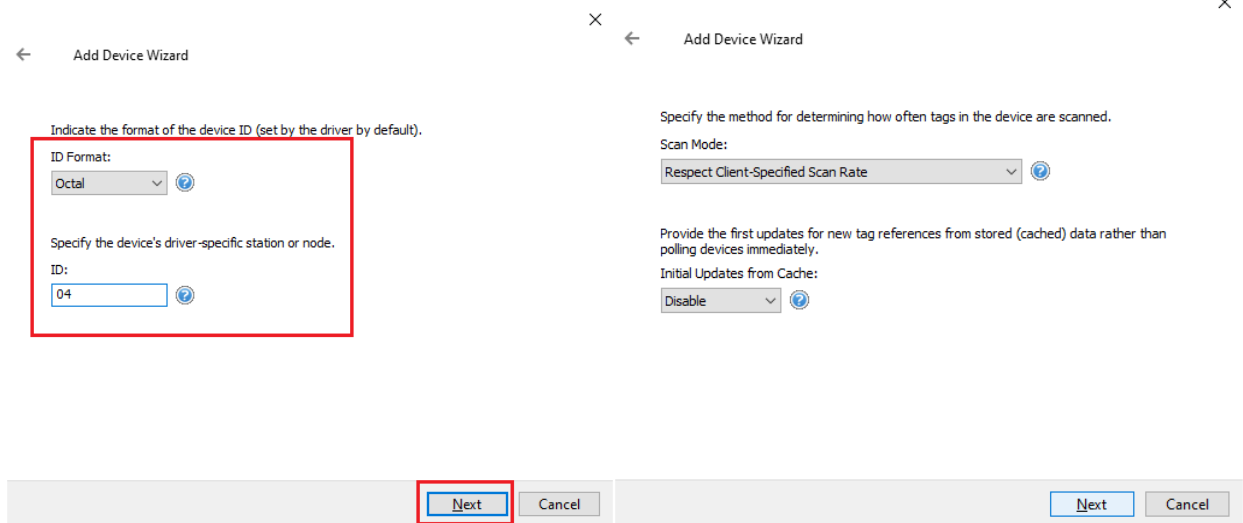 Add Device Wizard
Indicate the format of the device ID (set by the driver by default).
ID Format:
Octal
Specify the device's driver-specific station or node.
ID:
04
Next
Cancel
Add Device Wizard
Specify the method for determining how often tags in the device are scanned.
Scan Mode:
Respect Client-Specified Scan Rate
Provide the first updates for new tag references from stored (cached) data rather than
polling devices immediately.
Initial Updates from Cache:
Disable
Next
Cancel